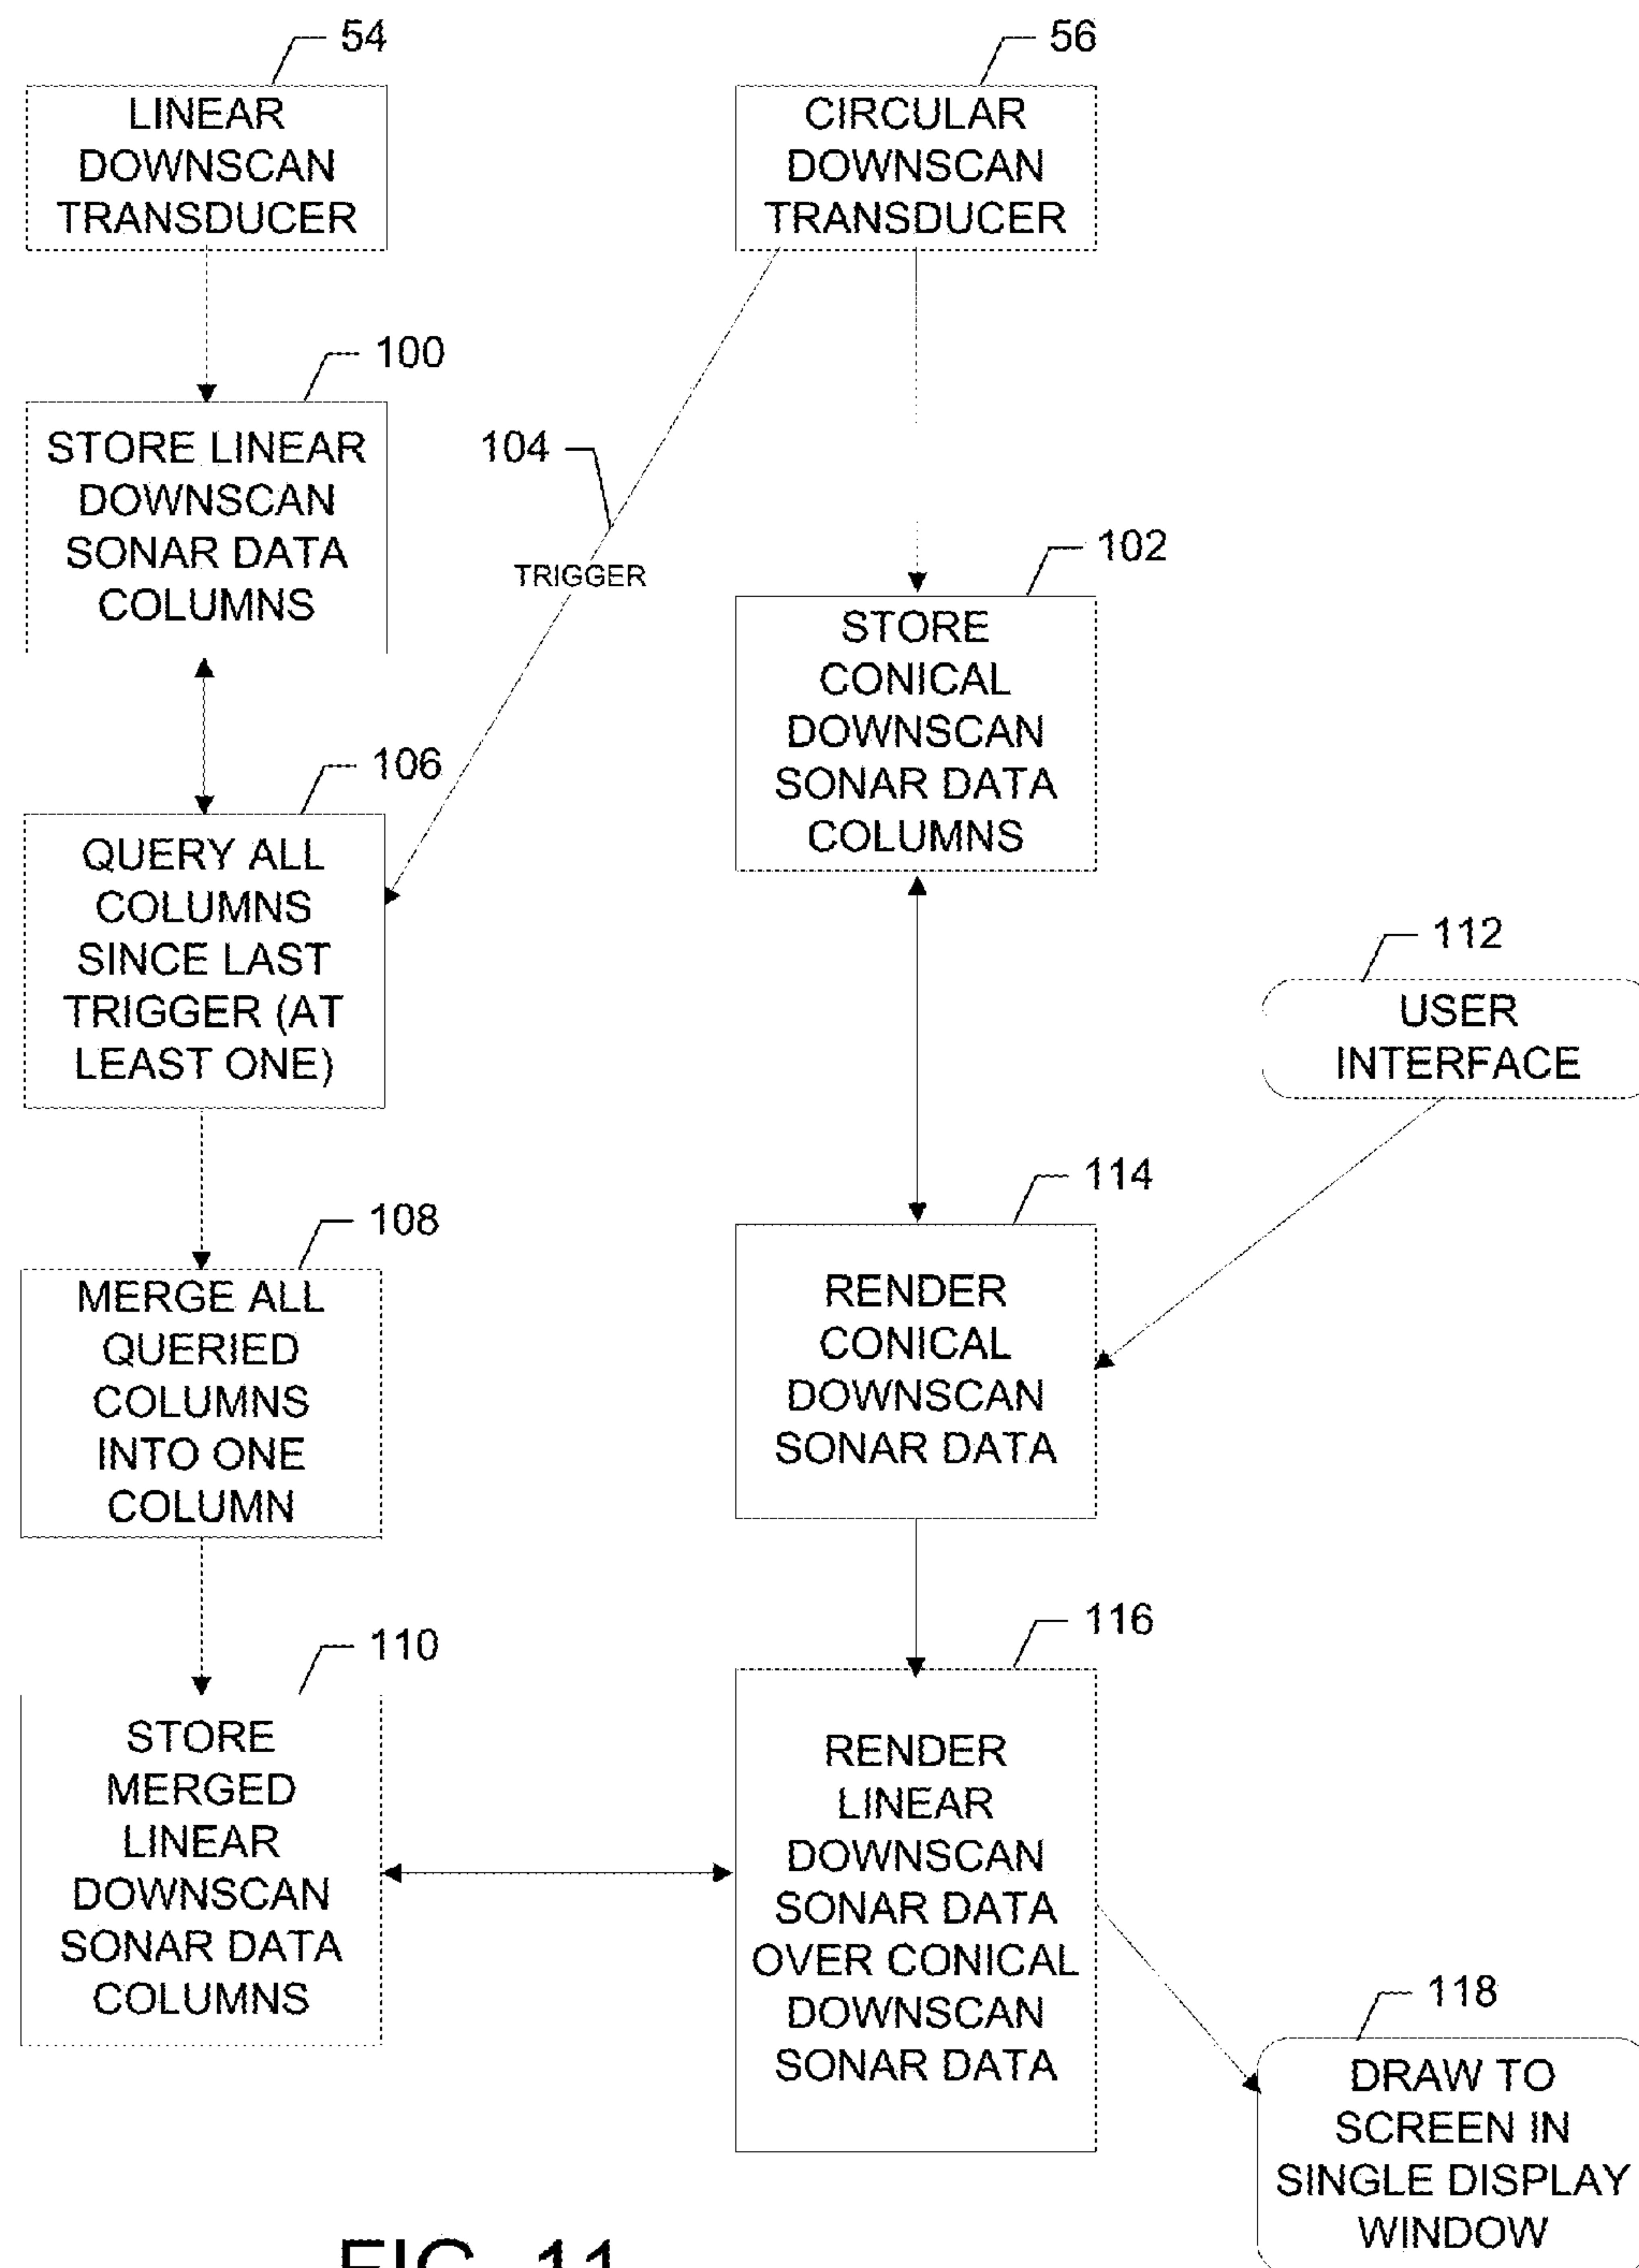 54
LINEAR
DOWNSCAN
TRANSDUCER
56
CIRCULAR
DOWNSCAN
TRANSDUCER
100
STORE LINEAR
DOWNSCAN
SONAR DATA
COLUMNS
104
TRIGGER
102
STORE
CONICAL
DOWNSCAN
SONAR DATA
COLUMNS
106
QUERY ALL
COLUMNS
SINCE LAST
TRIGGER (AT
LEAST ONE)
112
USER
INTERFACE
108
MERGE ALL
QUERIED
COLUMNS
INTO ONE
COLUMN
114
RENDER
CONICAL
DOWNSCAN
SONAR DATA
110
STORE
MERGED
LINEAR
DOWNSCAN
SONAR DATA
COLUMNS
116
RENDER
LINEAR
DOWNSCAN
SONAR DATA
OVER CONICAL
DOWNSCAN
SONAR DATA
118
DRAW TO
SCREEN IN
SINGLE DISPLAY
WINDOW
FIG. 11